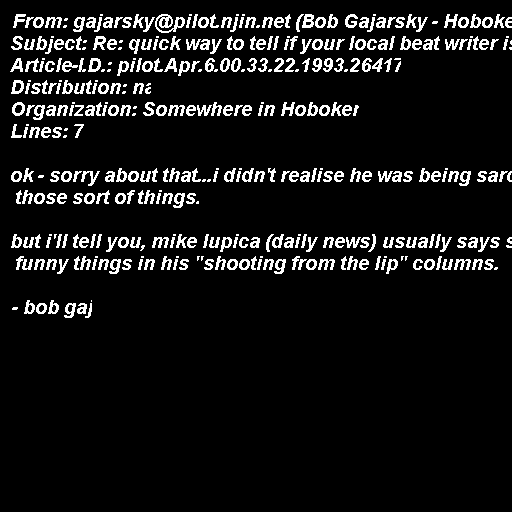 From: gajarsky@pilot.njin.net (Bob Gajarsky - Hoboke
Subject: Re: quick way to tell if your local beat writer is
Article-I.D.: pilot.Apr.6.00.33.22.1993.26417
Distribution: na
Organization: Somewhere in Hoboken
Lines: 7

ok - sorry about that...i didn't realise he was being sarc
those sort of things.

but i'll tell you, mike lupica (daily news) usually says s
funny things in his "shooting from the lip" columns.

- bob gaj